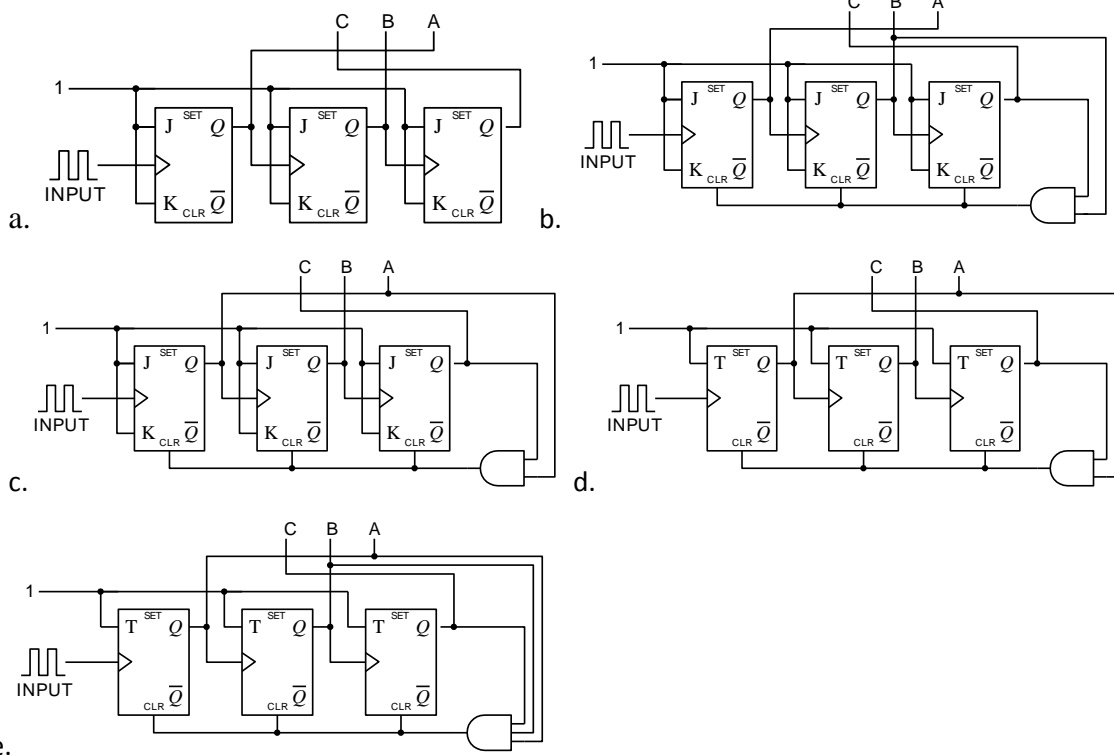 C B A
1
J SET Q J SET Q J SET Q
INPUT
K CLR Q̅ K CLR Q̅ K CLR Q̅
a.
C B A
1
J SET Q J SET Q J SET Q
INPUT
K CLR Q̅ K CLR Q̅ K CLR Q̅
b.
C B A
1
J SET Q J SET Q J SET Q
INPUT
K CLR Q̅ K CLR Q̅ K CLR Q̅
c.
C B A
1
T SET Q T SET Q T SET Q
INPUT
CLR Q̅ CLR Q̅ CLR Q̅
d.
C B A
1
T SET Q T SET Q T SET Q
INPUT
CLR Q̅ CLR Q̅ CLR Q̅
e.